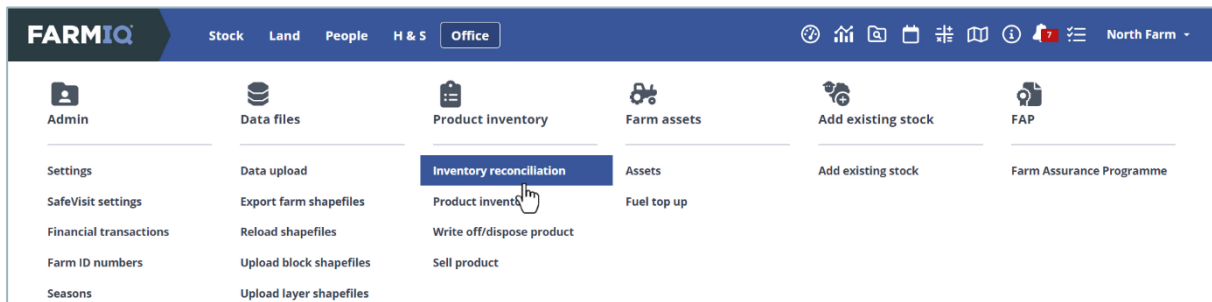 FARMIQ Stock Land People H & S Office 7 North Farm
Admin Data files Product inventory Farm assets Add existing stock FAP
Settings Data upload Inventory reconciliation Assets Add existing stock Farm Assurance Programme
SafeVisit settings Export farm shapefiles Product invento Fuel top up
Financial transactions Reload shapefiles Write off/dispose product
Farm ID numbers Upload block shapefiles Sell product
Seasons Upload layer shapefiles